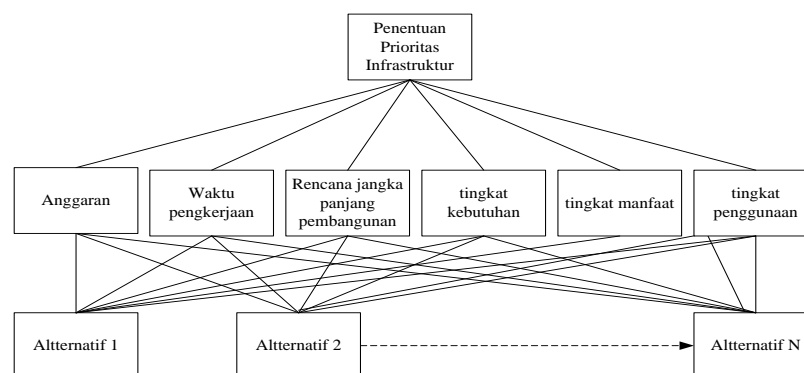 Penentuan
Prioritas
Infrastruktur
Anggaran
Waktu
pengkerjaan
Rencana jangka
panjang
pembangunan
tingkat
kebutuhan
tingkat manfaat
tingkat
penggunaan
Altternatif 1
Altternatif 2
Altternatif N